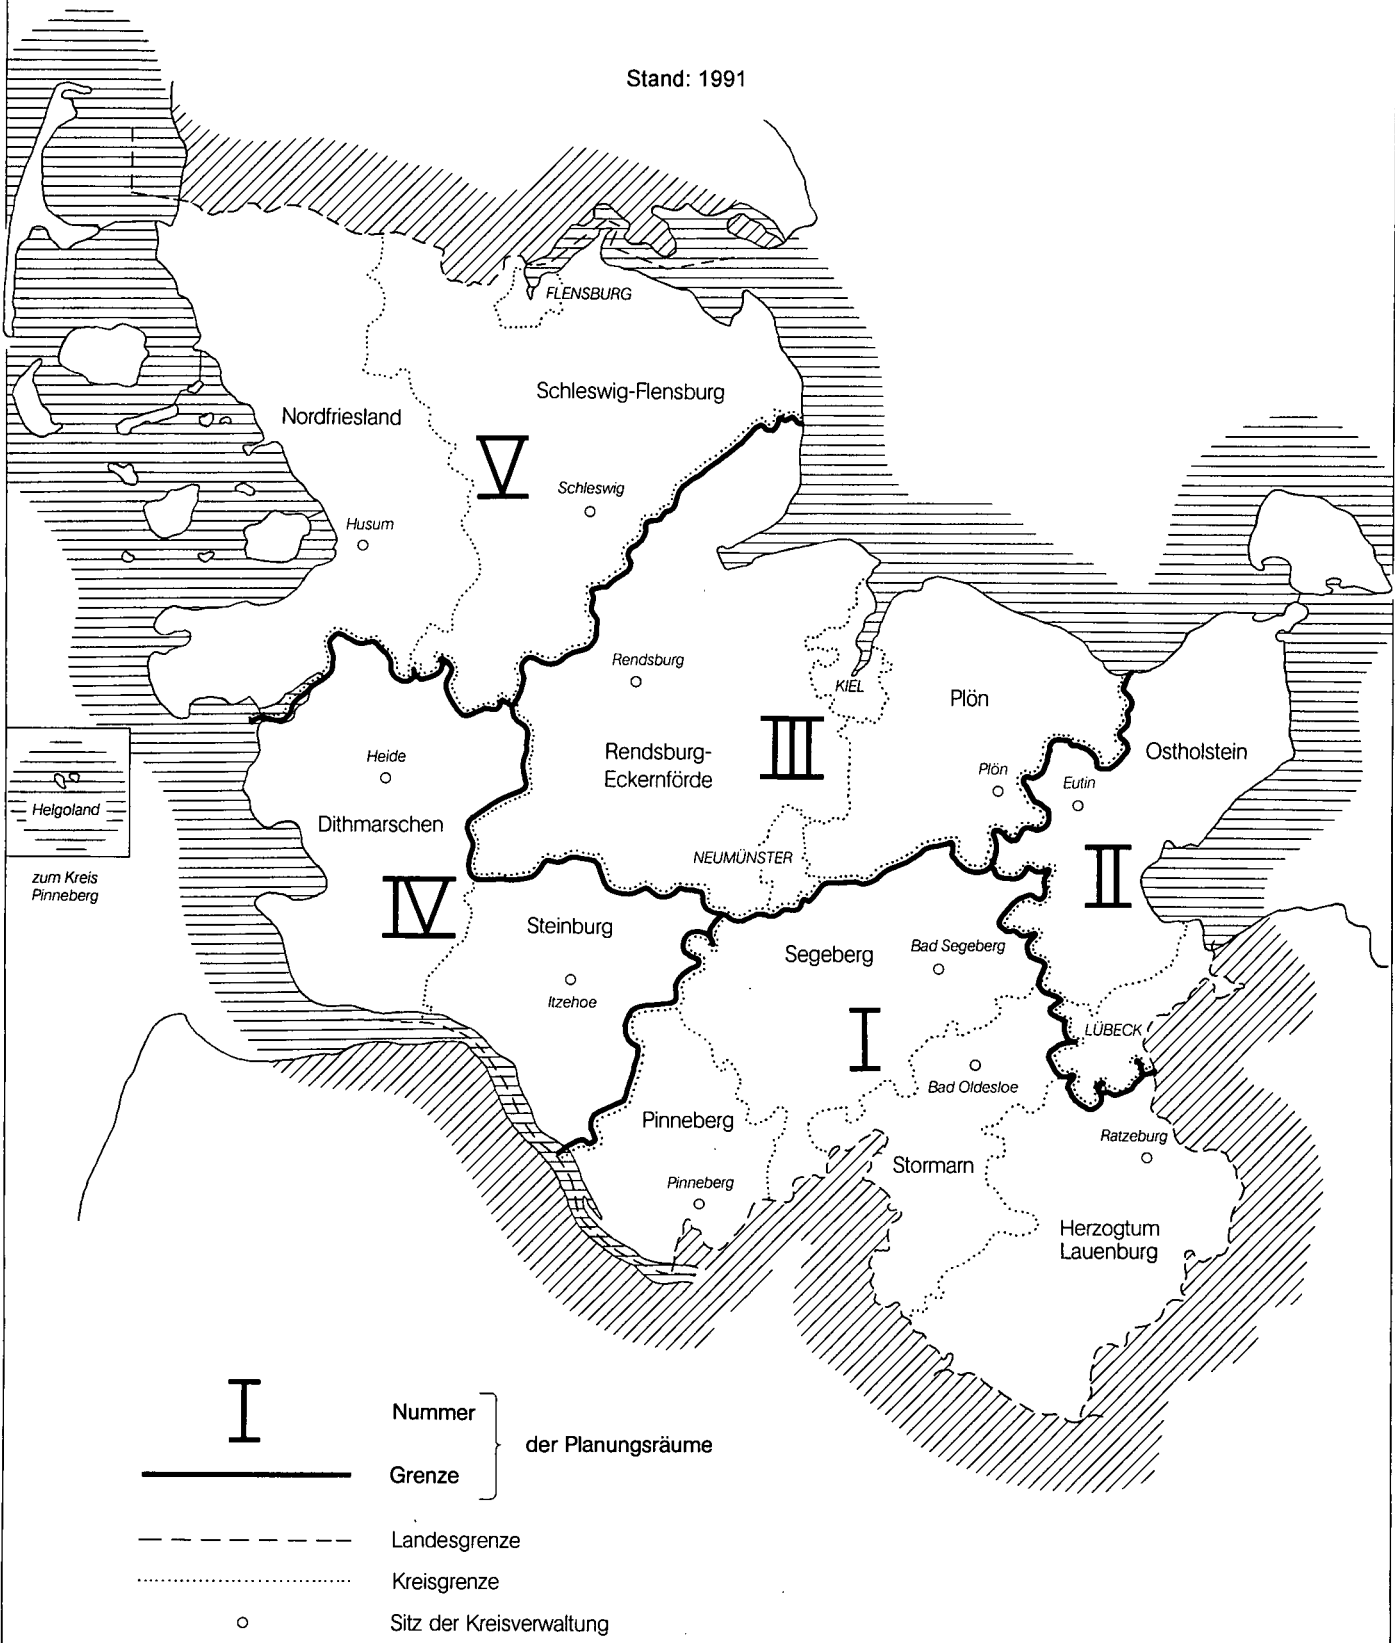 Stand: 1991
FLENSBURG
Schleswig-Flensburg
Nordfriesland
V
Schleswig
Husum
Rendsburg
KIEL
Plön
III
Rendsburg-
Eckernförde
Ostholstein
Heide
Plön
Eutin
Helgoland
Dithmarschen
NEUMÜNSTER
II
zum Kreis
Pinneberg
IV
Steinburg
Segeberg
Bad Segeberg
Itzehoe
I
LÜBECK
Bad Oldesloe
Pinneberg
Ratzeburg
Stormarn
Pinneberg
Herzogtum
Lauenburg
I
Nummer
der Planungsräume
Grenze
Landesgrenze
Kreisgrenze
Sitz der Kreisverwaltung